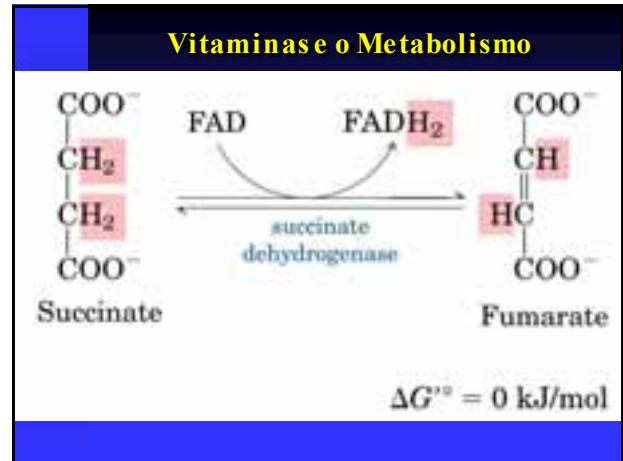 Vitaminas e o Metabolismo
COO⁻
CH₂
CH₂
COO⁻
Succinate
FAD FADH₂
succinate
dehydrogenase
COO⁻
CH
HC
COO⁻
Fumarate
ΔG'° = 0 kJ/mol